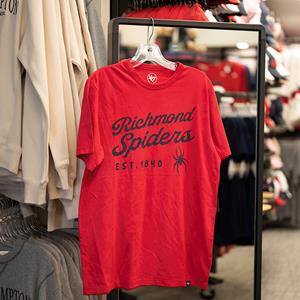 '47
Richmond
Spiders
EST. 1840